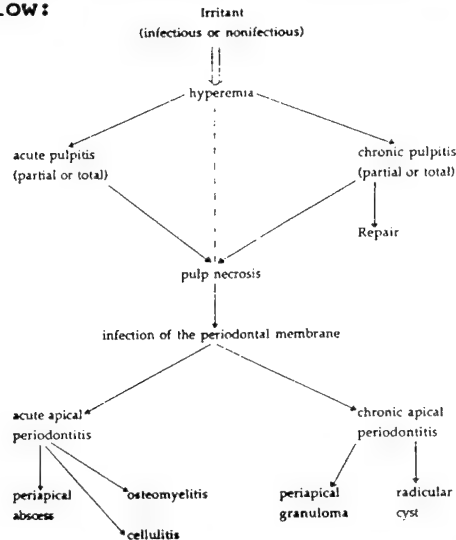 LOW:
Irritant
(infectious or nonifectious)
hyperemia
acute pulpitis
(partial or total)
chronic pulpitis
(partial or total)
Repair
pulp necrosis
infection of the periodontal membrane
acute apical
periodontitis
chronic apical
periodontitis
periapical
abscess
osteomyelitis
cellulitis
periapical
granuloma
radicular
cyst